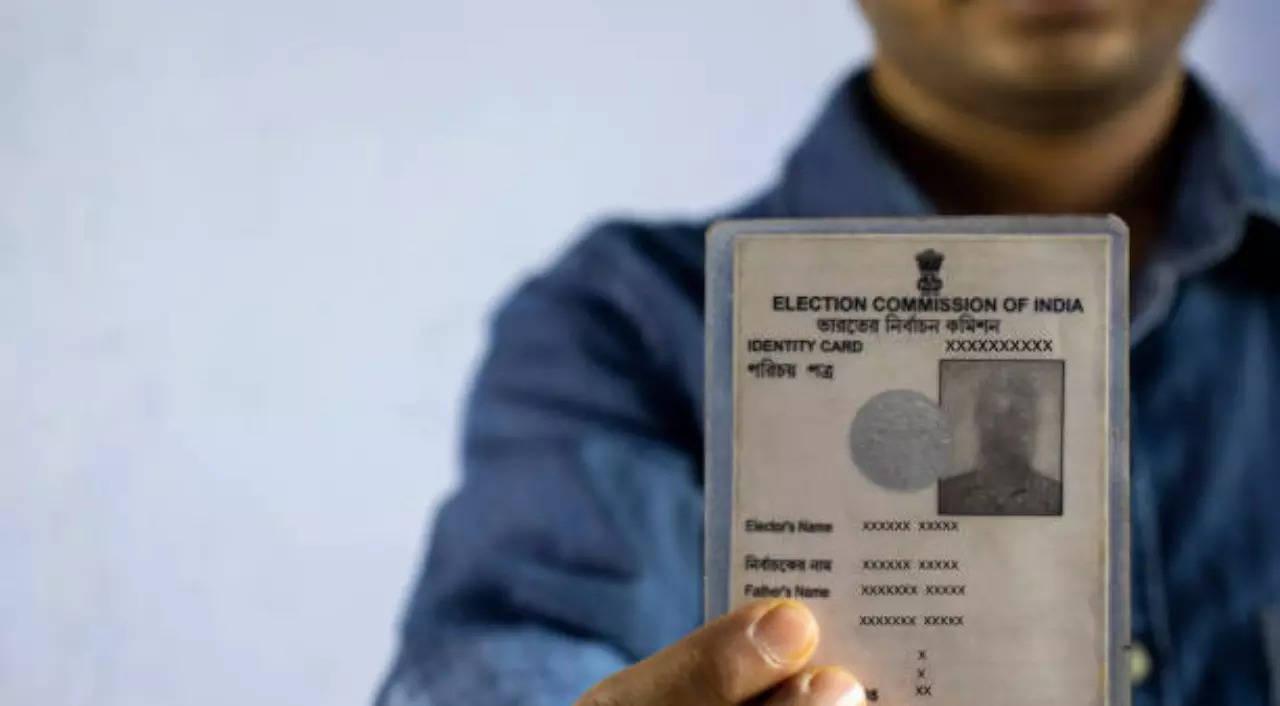 ELECTION COMMISSION OF INDIA
ভারতের নির্বাচন কমিশন
IDENTITY CARD XXXXXXXXXX
পরিচয় পত্র
Elector's Name XXXXXX XXXXX
নির্বাচকের নাম XXXXXX XXXXX
Father's Name XXXXXXX XXXXX
XXXXXXX XXXXX
X
X
XX